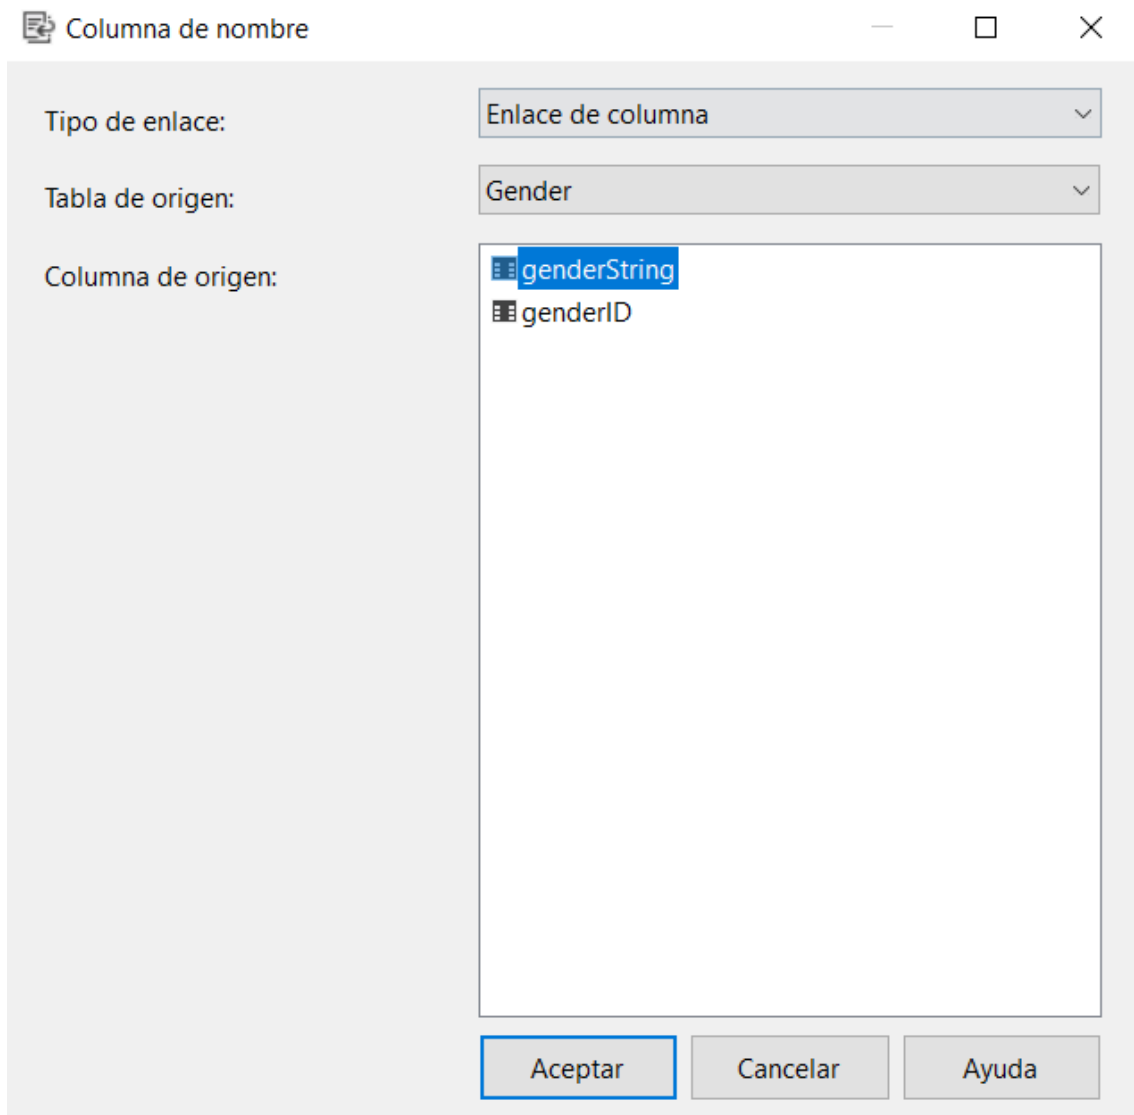 Columna de nombre
Tipo de enlace:
Enlace de columna
Tabla de origen:
Gender
Columna de origen:
genderString
genderID
Aceptar
Cancelar
Ayuda